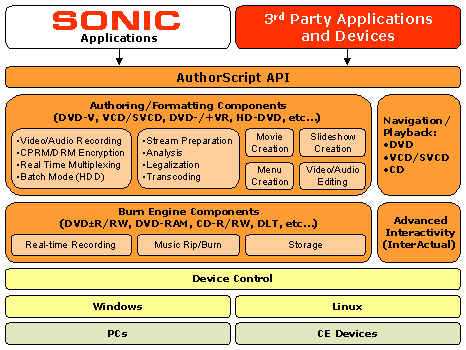 SONIC
Applications
3rd Party Applications
and Devices
AuthorScript API
Authoring/Formatting Components
(DVD-V, VCD/SVCD, DVD-/+VR, HD-DVD, etc...)
•Video/Audio Recording
•CPRM/DRM Encryption
•Real Time Multiplexing
•Batch Mode (HDD)
•Stream Preparation
•Analysis
•Legalization
•Transcoding
Movie
Creation
Slideshow
Creation
Menu
Creation
Video/Audio
Editing
Navigation /
Playback:
•DVD
•VCD/SVCD
•CD
Burn Engine Components
(DVD±R/RW, DVD-RAM, CD-R/RW, DLT, etc...)
Real-time Recording
Music Rip/Burn
Storage
Advanced
Interactivity
(InterActual)
Device Control
Windows
Linux
PCs
CE Devices